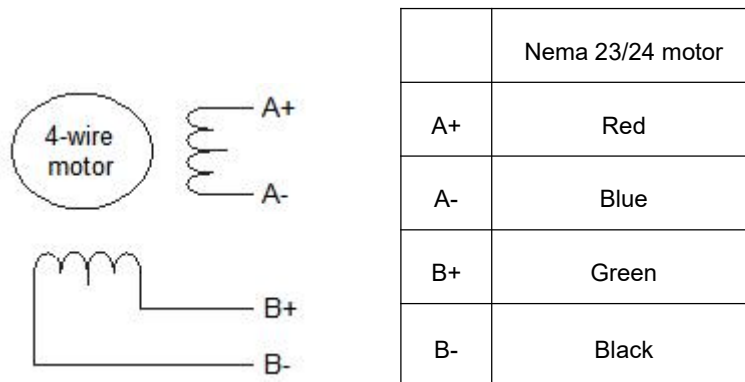 4-wire
motor
A+
A-
B+
B-
Nema 23/24 motor
A+ Red
A- Blue
B+ Green
B- Black